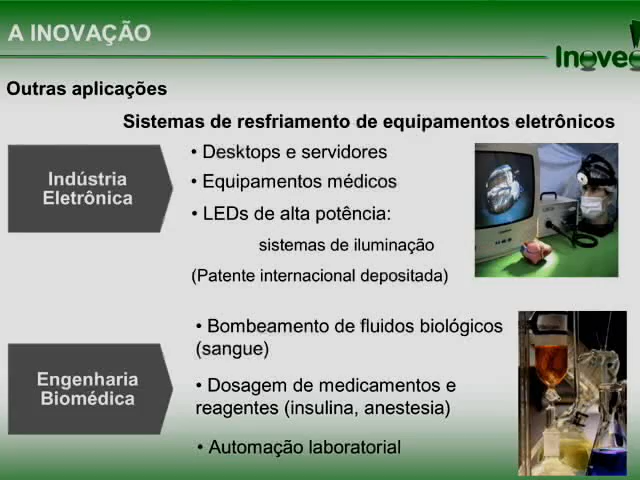 A INOVAÇÃO
Outras aplicações
Sistemas de resfriamento de equipamentos eletrônicos
Indústria
Eletrônica
• Desktops e servidores
• Equipamentos médicos
• LEDs de alta potência:
sistemas de iluminação
(Patente internacional depositada)
Engenharia
Biomédica
• Bombeamento de fluidos biológicos
(sangue)
• Dosagem de medicamentos e
reagentes (insulina, anestesia)
• Automação laboratorial